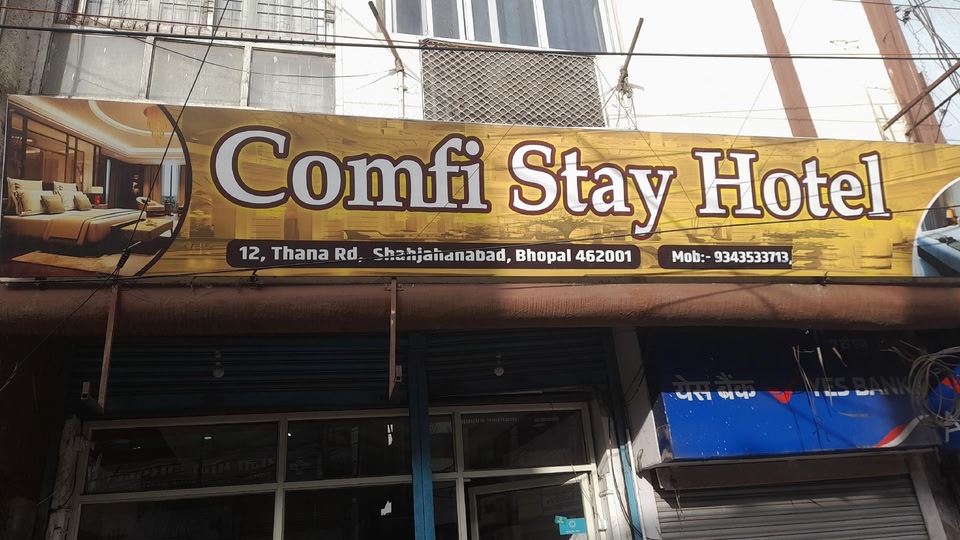 Comfi Stay Hotel
12, Thana Rd, Shahjahanabad, Bhopal 462001
Mob:- 9343533713,
येस बैंक YES BANK